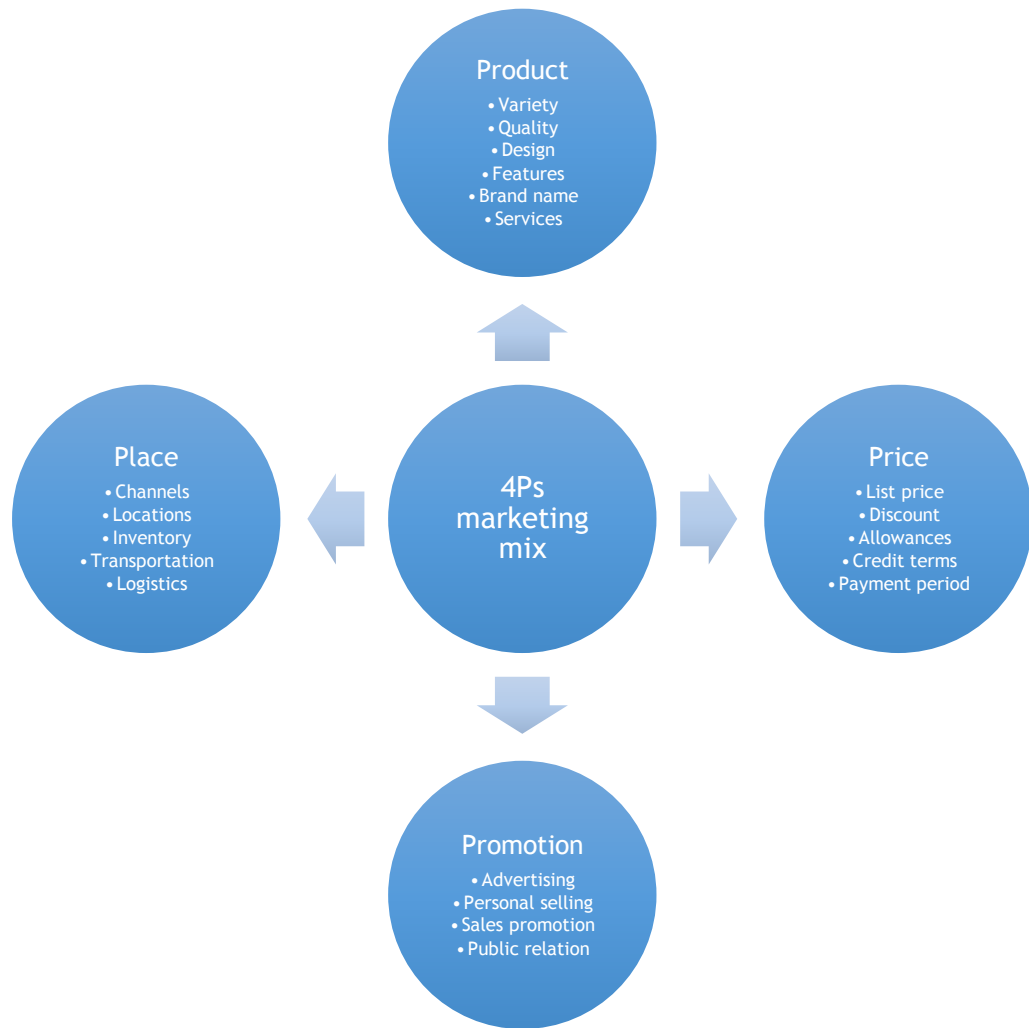 Product
• Variety
• Quality
• Design
• Features
• Brand name
• Services
Place
• Channels
• Locations
• Inventory
• Transportation
• Logistics
4Ps
marketing
mix
Price
• List price
• Discount
• Allowances
• Credit terms
• Payment period
Promotion
• Advertising
• Personal selling
• Sales promotion
• Public relation